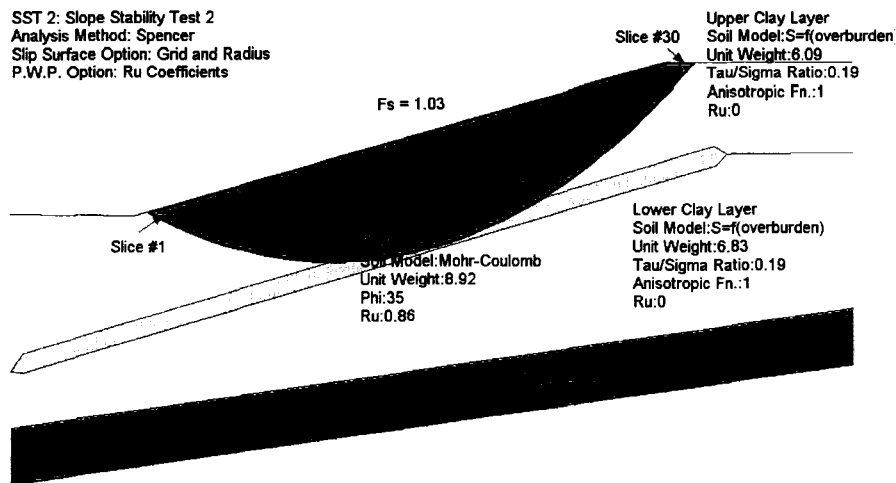 SST 2: Slope Stability Test 2
Analysis Method: Spencer
Slip Surface Option: Grid and Radius
P.W.P. Option: Ru Coefficients
Slice #30
Upper Clay Layer
Soil Model:S=f(overburden)
Unit Weight:6.09
Tau/Sigma Ratio:0.19
Anisotropic Fn.:1
Ru:0
Fs = 1.03
Slice #1
Soil Model:Mohr-Coulomb
Unit Weight:8.92
Phi:35
Ru:0.86
Lower Clay Layer
Soil Model:S=f(overburden)
Unit Weight:6.83
Tau/Sigma Ratio:0.19
Anisotropic Fn.:1
Ru:0